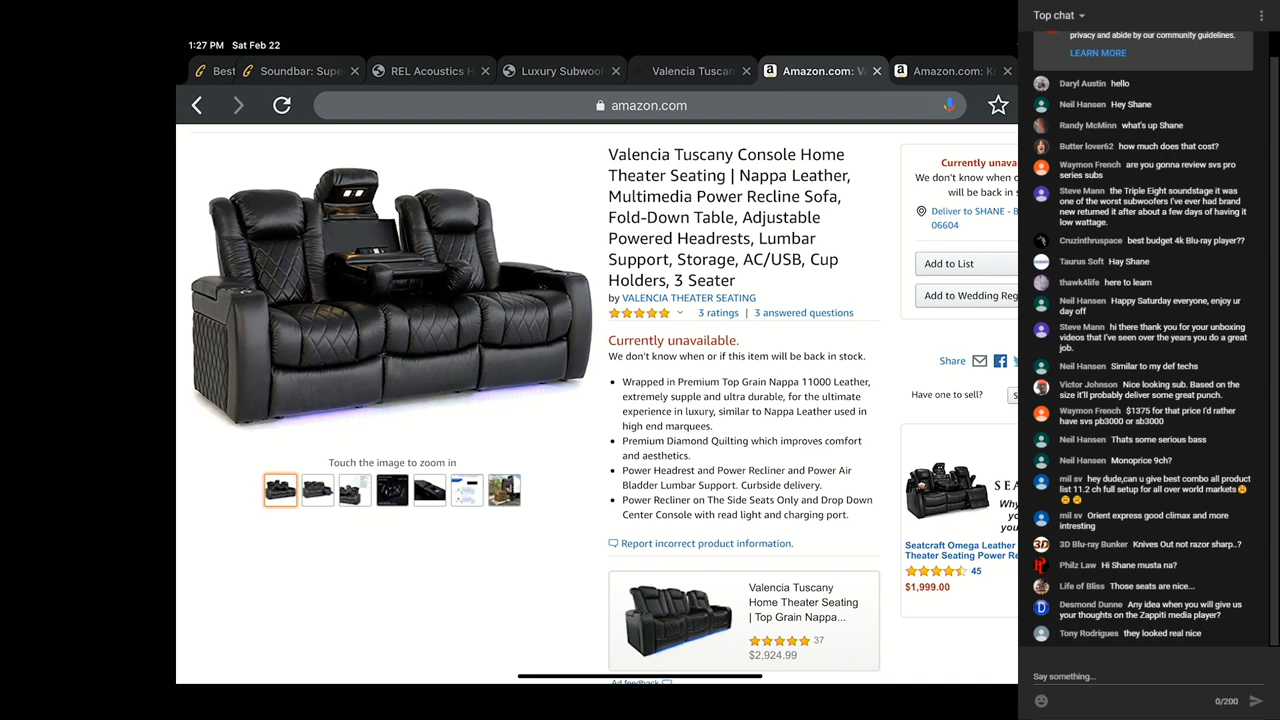 1:27 PM Sat Feb 22
Best
Soundbar: Supe
REL Acoustics H
Luxury Subwoof
Valencia Tuscan
Amazon.com: Va
Amazon.com: K
amazon.com
Valencia Tuscany Console Home
Theater Seating | Nappa Leather,
Multimedia Power Recline Sofa,
Fold-Down Table, Adjustable
Powered Headrests, Lumbar
Support, Storage, AC/USB, Cup
Holders, 3 Seater
by VALENCIA THEATER SEATING
3 ratings | 3 answered questions
Currently unavailable.
We don't know when or if this item will be back in stock.
• Wrapped in Premium Top Grain Nappa 11000 Leather,
extremely supple and ultra durable, for the ultimate
experience in luxury, similar to Nappa Leather used in
high end marquees.
• Premium Diamond Quilting which improves comfort
and aesthetics.
• Power Headrest and Power Recliner and Power Air
Bladder Lumbar Support. Curbside delivery.
• Power Recliner on The Side Seats Only and Drop Down
Center Console with read light and charging port.
Report incorrect product information.
Touch the image to zoom in
Valencia Tuscany
Home Theater Seating
| Top Grain Nappa...
37
$2,924.99
Ad feedback
Currently unava
We don't know when o
will be back in s
Deliver to SHANE - B
06604
Add to List
Add to Wedding Reg
Share
Have one to sell?
S
SEA
Why
yo
you
Seatcraft Omega Leather
Theater Seating Power Re
45
$1,999.00
Top chat
privacy and abide by our community guidelines.
LEARN MORE
Daryl Austin hello
Neil Hansen Hey Shane
Randy McMinn what's up Shane
Butter lover62 how much does that cost?
Waymon French are you gonna review svs pro
series subs
Steve Mann the Triple Eight soundstage it was
one of the worst subwoofers I've ever had brand
new returned it after about a few days of having it
low wattage.
Cruzinthruspace best budget 4k Blu-ray player??
Taurus Soft Hay Shane
thawk4life here to learn
Neil Hansen Happy Saturday everyone, enjoy ur
day off
Steve Mann hi there thank you for your unboxing
videos that I've seen over the years you do a great
job.
Neil Hansen Similar to my def techs
Victor Johnson Nice looking sub. Based on the
size it'll probably deliver some great punch.
Waymon French $1375 for that price I'd rather
have svs pb3000 or sb3000
Neil Hansen Thats some serious bass
Neil Hansen Monoprice 9ch?
mil sv hey dude,can u give best combo all product
list 11.2 ch full setup for all over world markets
mil sv Orient express good climax and more
intresting
3D Blu-ray Bunker Knives Out not razor sharp..?
Philz Law Hi Shane musta na?
Life of Bliss Those seats are nice...
Desmond Dunne Any idea when you will give us
your thoughts on the Zappiti media player?
Tony Rodrigues they looked real nice
Say something...
0/200